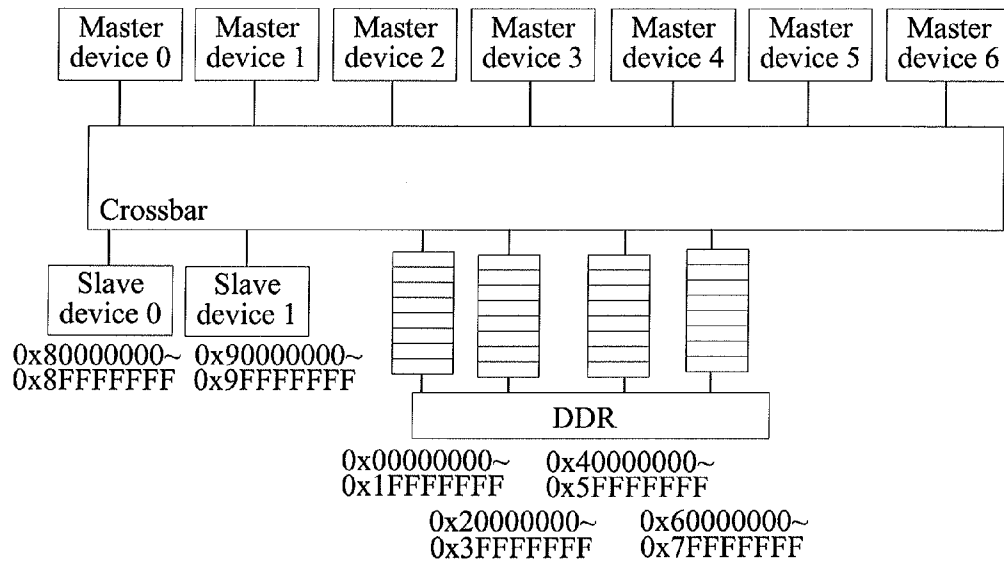 Master device 0
Master device 1
Master device 2
Master device 3
Master device 4
Master device 5
Master device 6
Crossbar
Slave device 0
Slave device 1
0x80000000~
0x8FFFFFFF
0x90000000~
0x9FFFFFFF
DDR
0x00000000~
0x1FFFFFFF
0x40000000~
0x5FFFFFFF
0x20000000~
0x3FFFFFFF
0x60000000~
0x7FFFFFFF